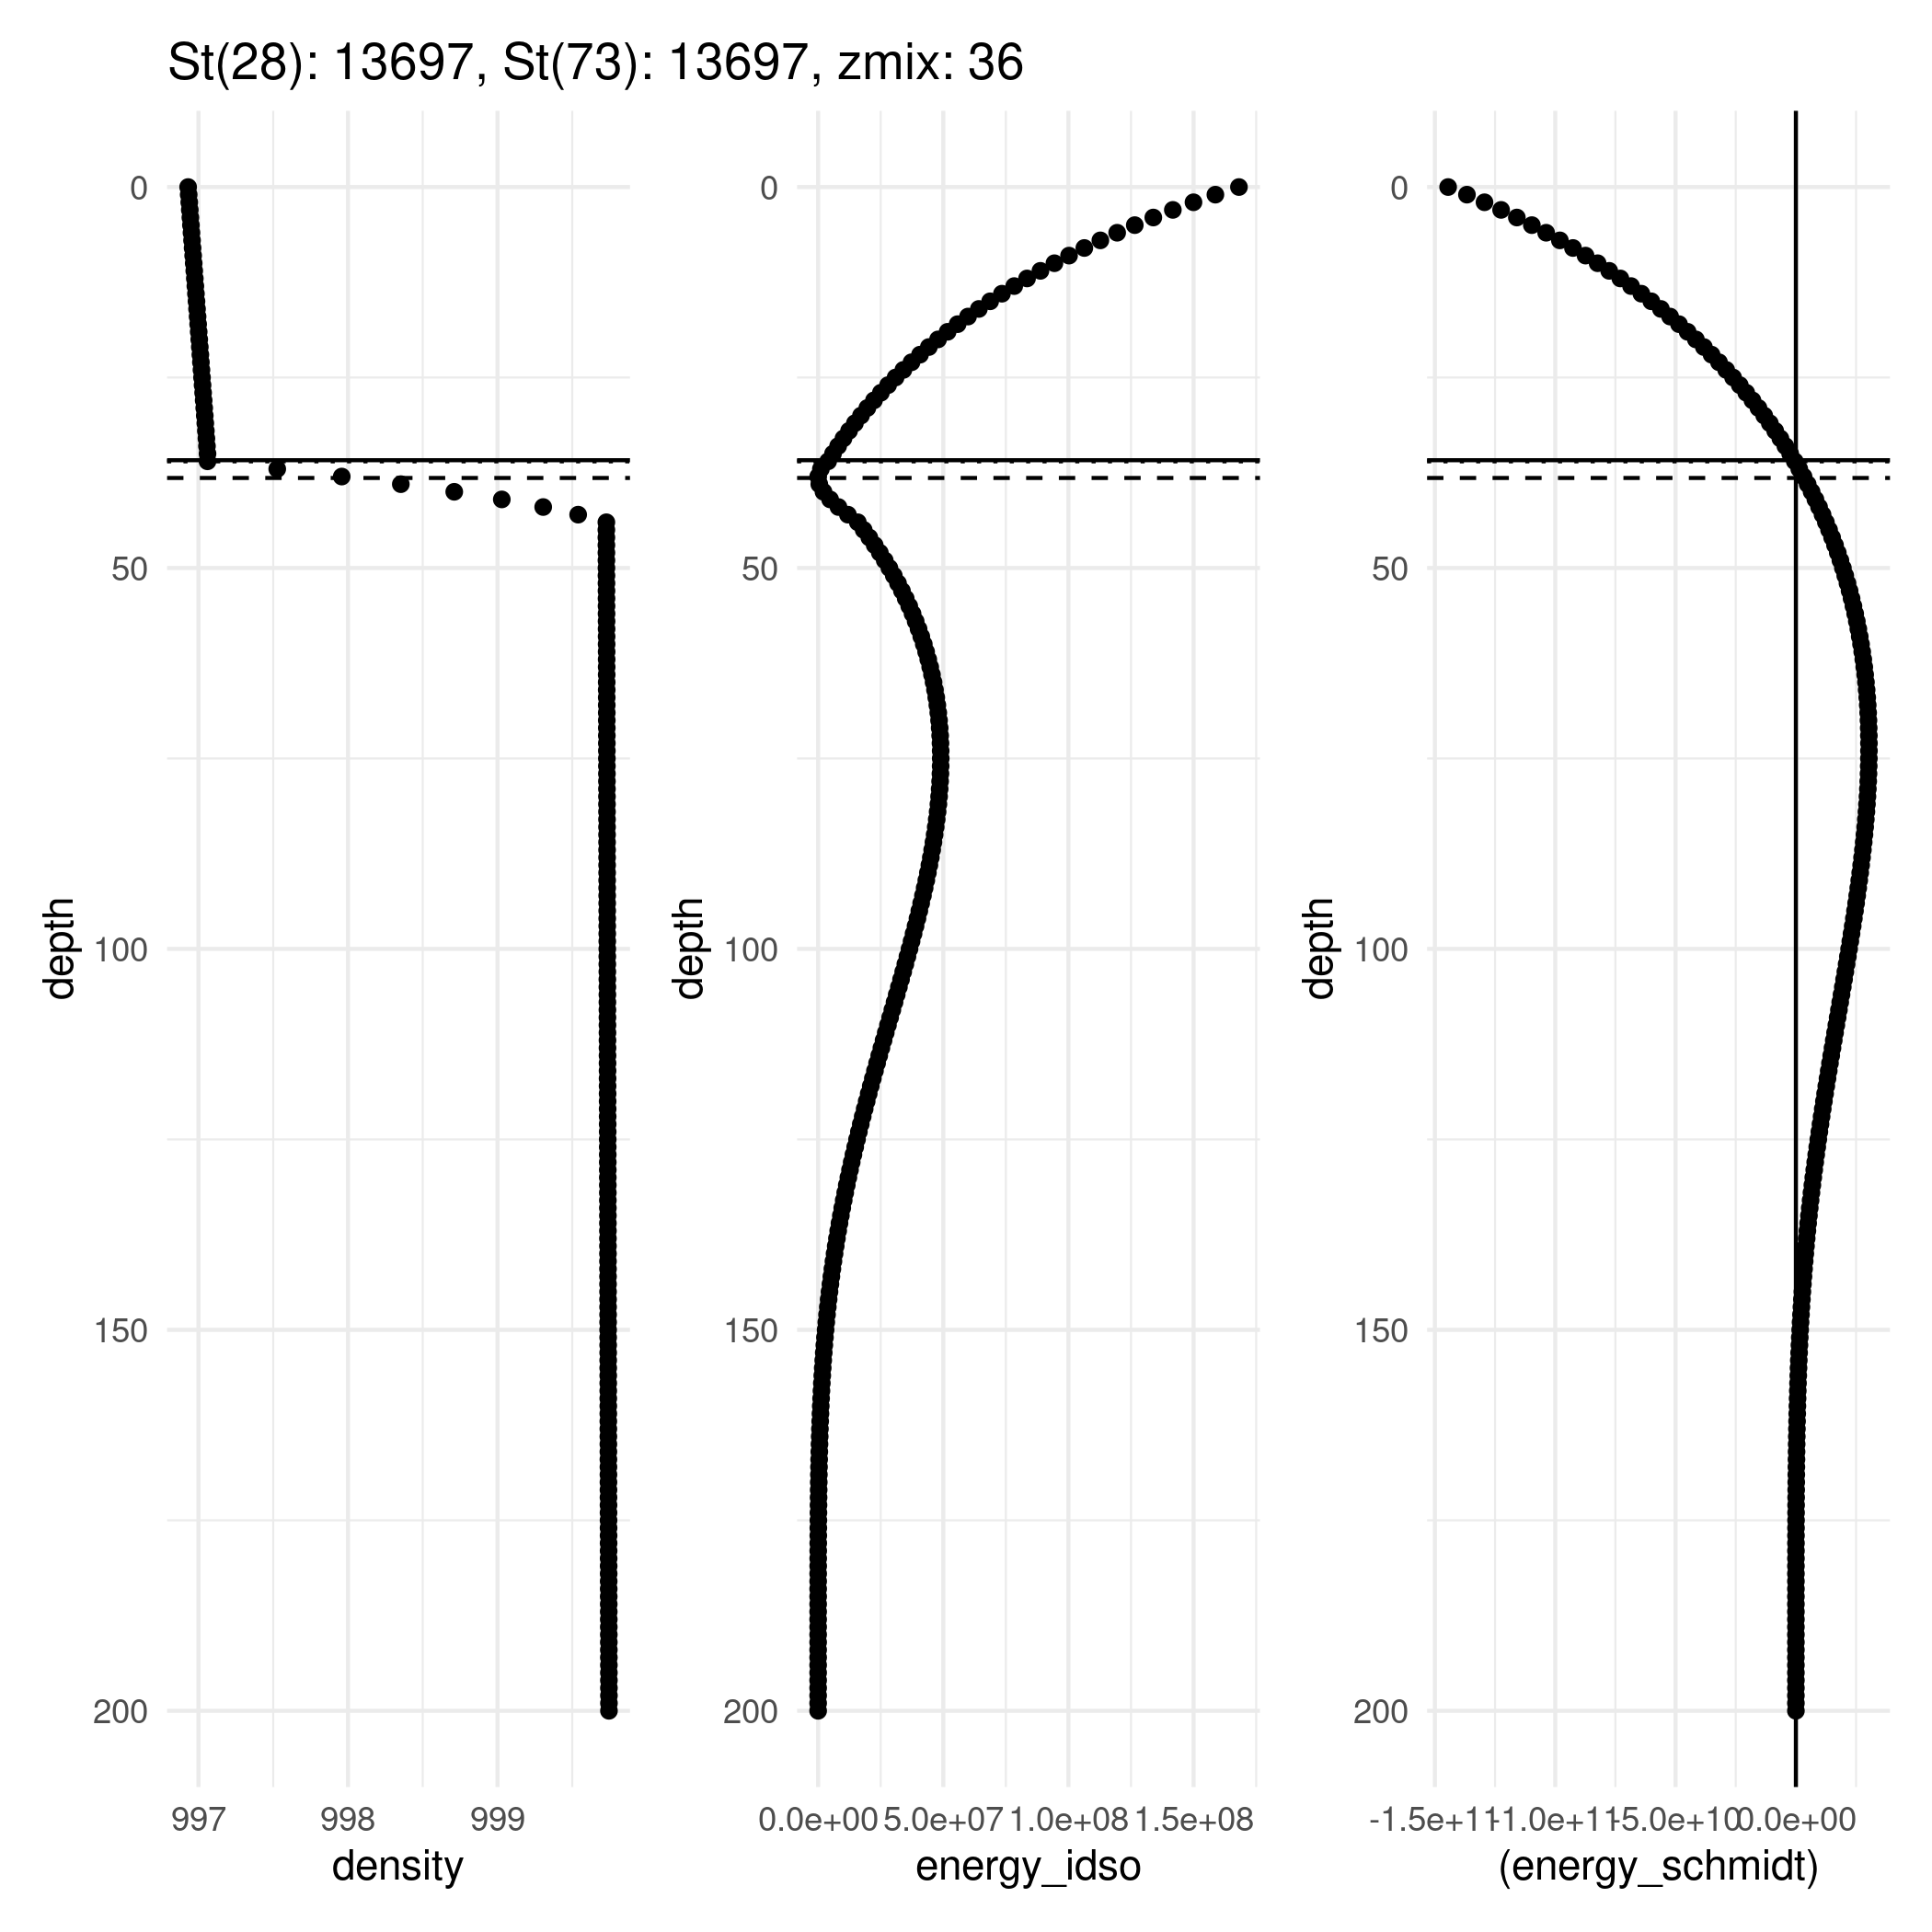 St(28): 13697, St(73): 13697, zmix: 36
0
50
100
150
200
depth
997
998
999
density
0
50
100
150
200
depth
0.0e+00
5.0e+07
1.0e+08
1.5e+08
energy_idso
0
50
100
150
200
depth
-1.5e+11
-1.0e+11
-5.0e+10
0.0e+00
(energy_schmidt)